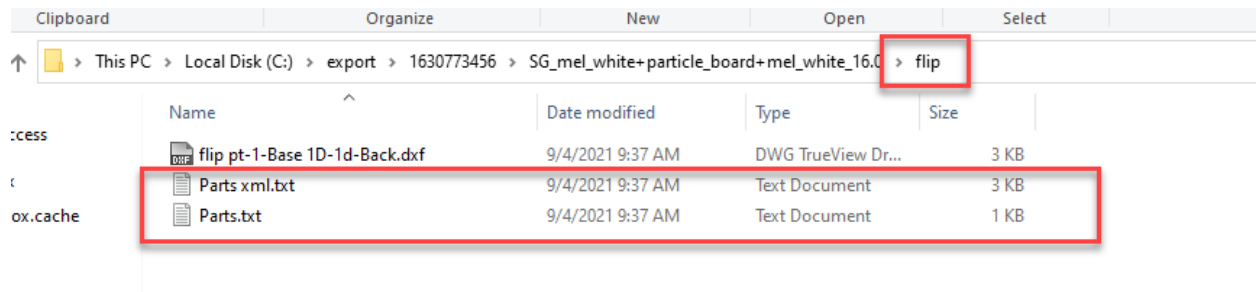 Clipboard Organize New Open Select
This PC > Local Disk (C:) > export > 1630773456 > SG_mel_white+particle_board+mel_white_16.0 > flip
Name Date modified Type Size
ccess
flip pt-1-Base 1D-1d-Back.dxf 9/4/2021 9:37 AM DWG TrueView Dr... 3 KB
Parts xml.txt 9/4/2021 9:37 AM Text Document 3 KB
ox.cache Parts.txt 9/4/2021 9:37 AM Text Document 1 KB